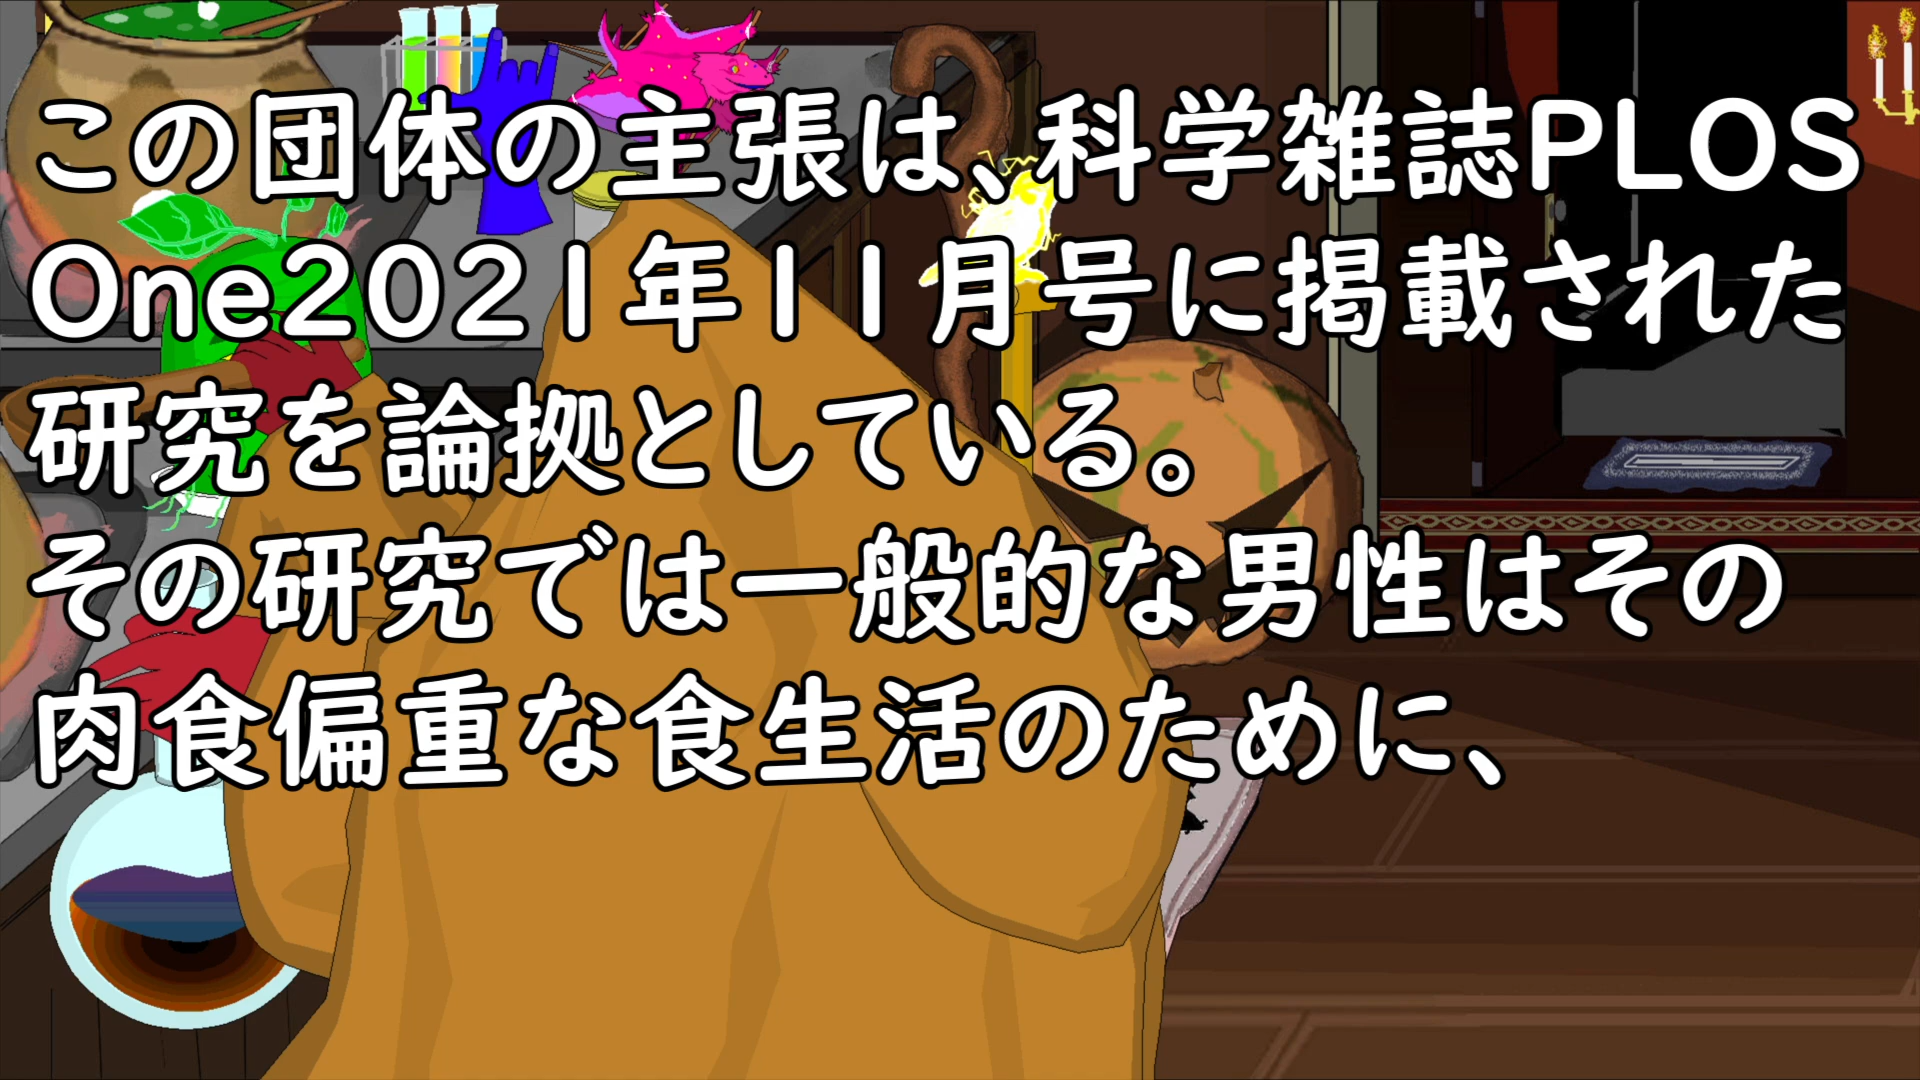 この団体の主張は、科学雑誌PLOS
One2021年11月号に掲載された
研究を論拠としている。
その研究では一般的な男性はその
肉食偏重な食生活のために、